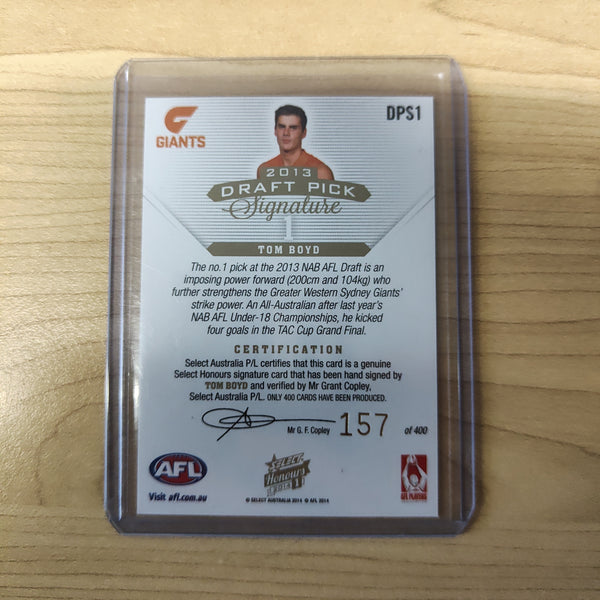 DPS1
GIANTS
2013
DRAFT PICK
Signature
1
TOM BOYD
The no.1 pick at the 2013 NAB AFL Draft is an
imposing power forward (200cm and 104kg) who
further strengthens the Greater Western Sydney Giants'
strike power. An All-Australian after last year's
NAB AFL Under-18 Championships, he kicked
four goals in the TAC Cup Grand Final.
CERTIFICATION
Select Australia P/L certifies that this card is a genuine
Select Honours signature card that has been hand signed by
TOM BOYD and verified by Mr Grant Copley,
Select Australia P/L. ONLY 400 CARDS HAVE BEEN PRODUCED.
Mr G. F. Copley 157 of 400
AFL
Visit afl.com.au
SELECT
Honours
2014 1
AFL PLAYERS
© SELECT AUSTRALIA 2014 © AFL 2014